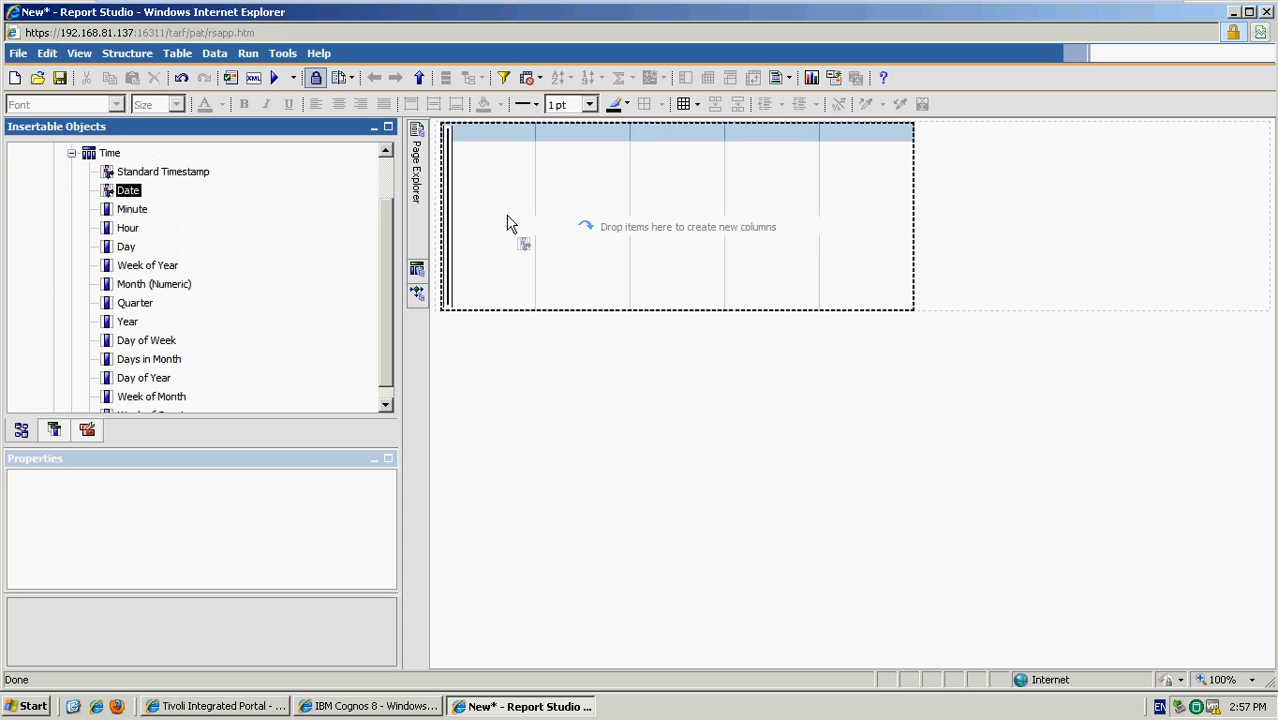 New* - Report Studio - Windows Internet Explorer
https://192.168.81.137:16311/tarf/pat/rsapp.htm
File Edit View Structure Table Data Run Tools Help
Font Size 1 pt
Insertable Objects
Time
Standard Timestamp
Date
Minute
Hour
Day
Week of Year
Month (Numeric)
Quarter
Year
Day of Week
Days in Month
Day of Year
Week of Month
Properties
Page Explorer
Drop items here to create new columns
Done Internet 100%
Start Tivoli Integrated Portal - ... IBM Cognos 8 - Windows... New* - Report Studio ... EN 2:57 PM